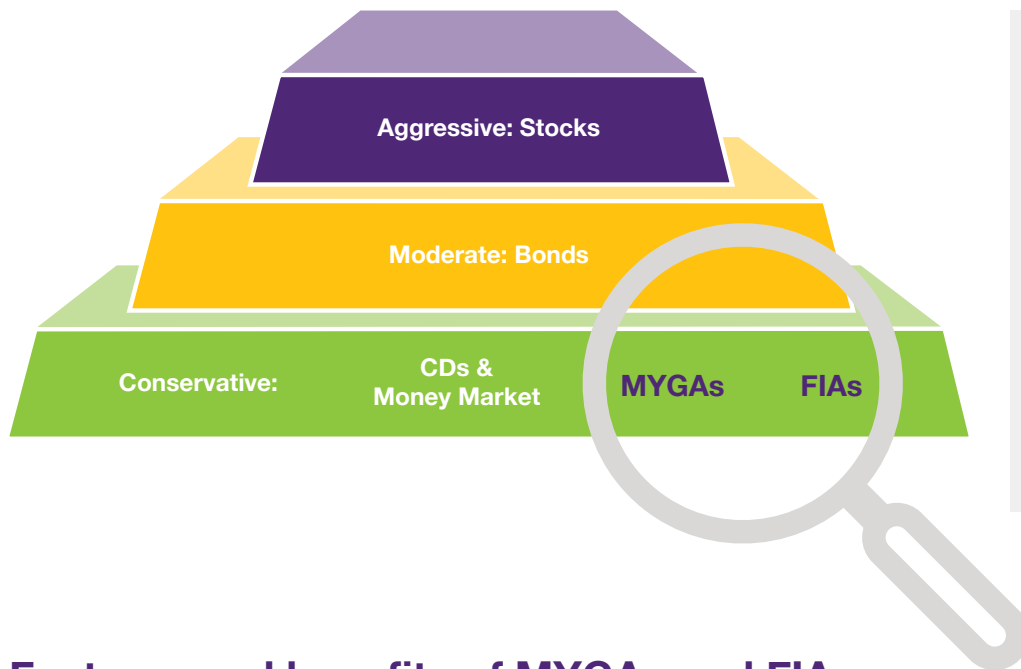 Aggressive: Stocks
Moderate: Bonds
Conservative:
CDs &
Money Market
MYGAs
FIAs